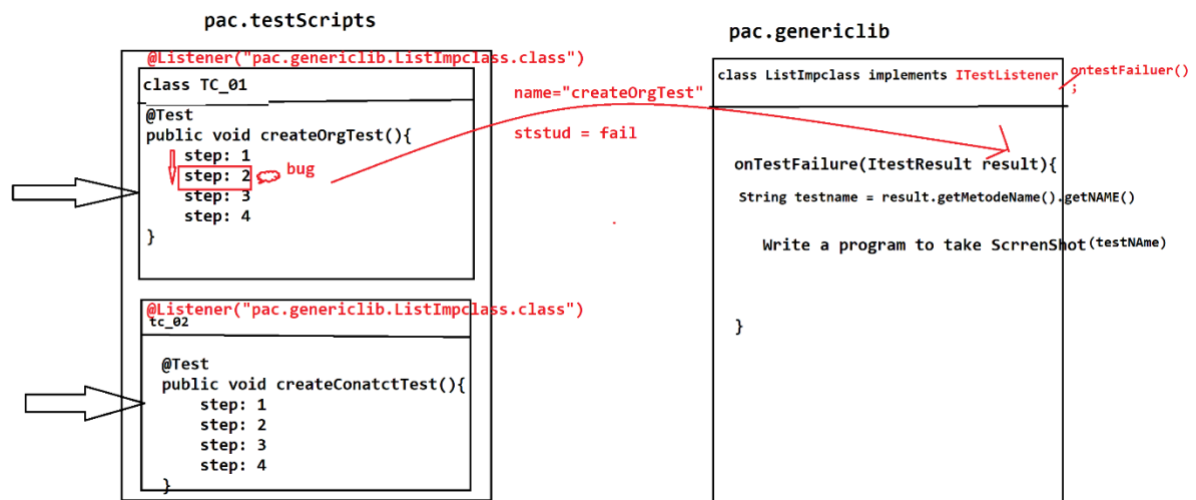 pac.testScripts
@Listener("pac.genericlib.ListImpclass.class")
class TC_01
@Test
public void createOrgTest(){
step: 1
step: 2
bug
step: 3
step: 4
}
@Listener("pac.genericlib.ListImpclass.class")
tc_02
@Test
public void createConatctTest(){
step: 1
step: 2
step: 3
step: 4
}
name="createOrgTest"
ststud = fail
pac.genericlib
class ListImpclass implements ITestListener
ontestFailuer()
;
onTestFailure(ItestResult result){
String testname = result.getMetodeName().getNAME()
Write a program to take ScrrenShot(testNAme)
}